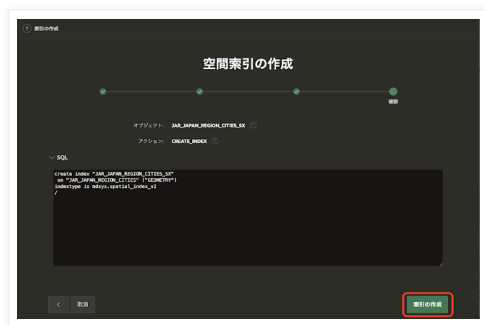 索引の作成
空間索引の作成
確認
オブジェクト: JAR_JAPAN_REGION_CITIES_SX
アクション: CREATE_INDEX
SQL
create index "JAR_JAPAN_REGION_CITIES_SX"
on "JAR_JAPAN_REGION_CITIES" ("GEOMETRY")
indextype is mdsys.spatial_index_v2
/
取消
索引の作成